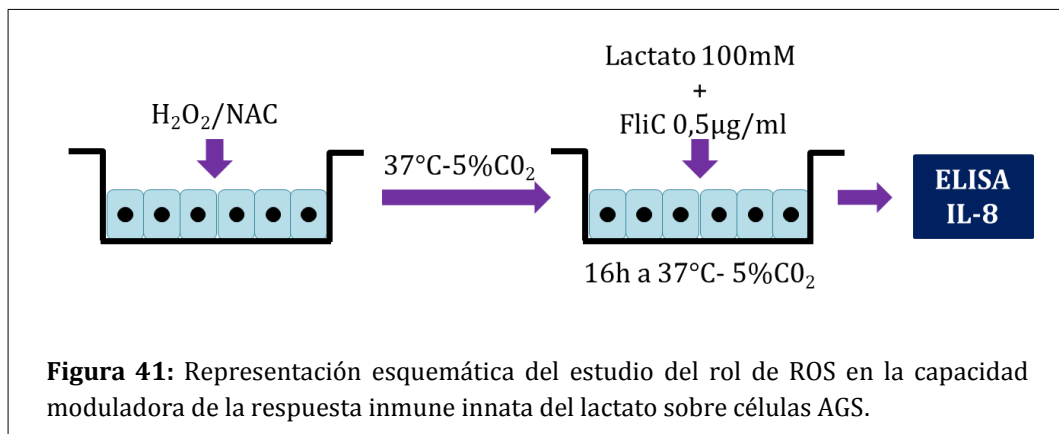 H₂O₂/NAC
37°C-5%C0₂
Lactato 100mM
+
FliC 0,5µg/ml
16h a 37°C- 5%C0₂
ELISA
IL-8
Figura 41: Representación esquemática del estudio del rol de ROS en la capacidad
moduladora de la respuesta inmune innata del lactato sobre células AGS.